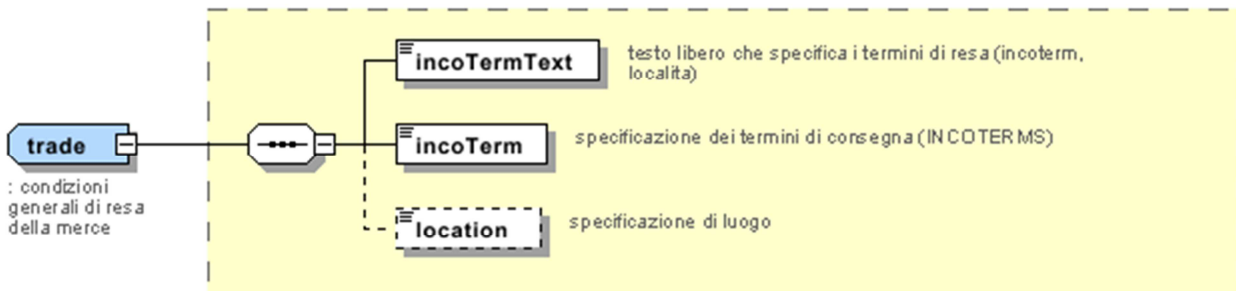 incoTermText
testo libero che specifica i termini di resa (incoterm,
localita)
trade
incoTerm
specificazione dei termini di consegna (INCOTERMS)
: condizioni
generali di resa
della merce
location
specificazione di luogo